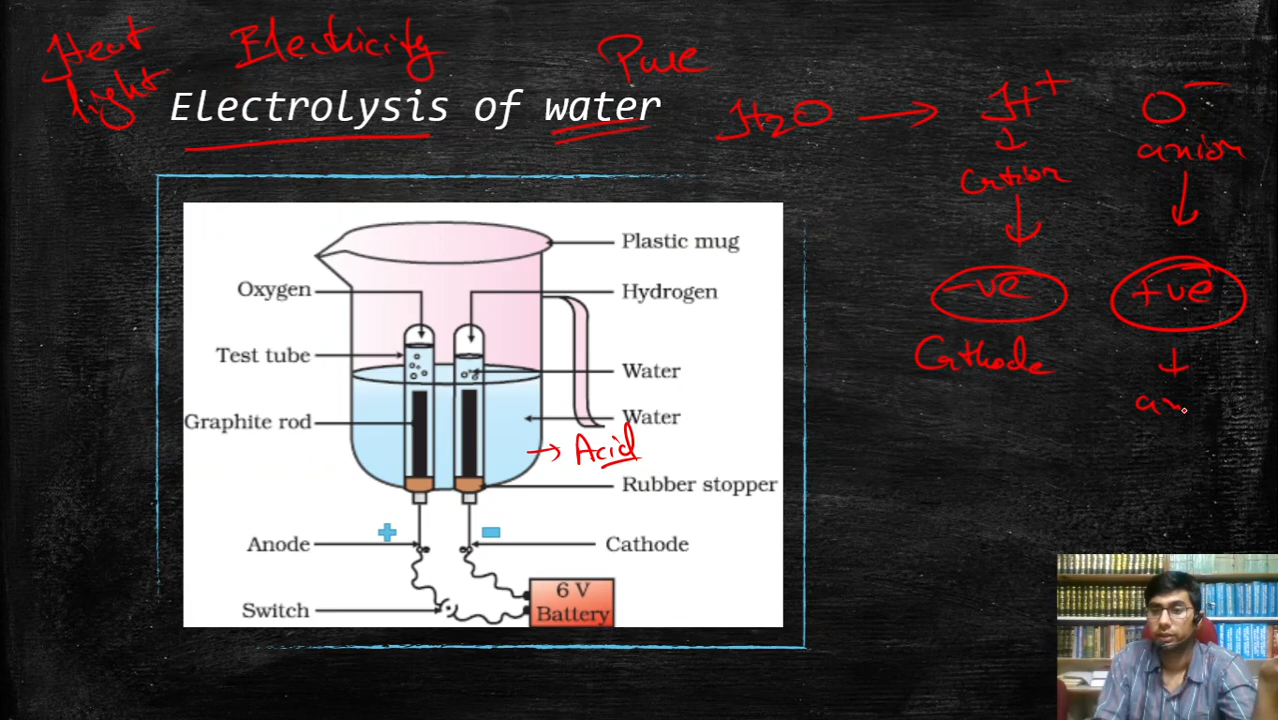 Heat
light
Electricity
Pure
Electrolysis of water
H2O → H+ O−
cation anion
−ve +ve
Cathode
an
Plastic mug
Oxygen Hydrogen
Test tube
Water
Graphite rod Water
→ Acid
Rubber stopper
+ −
Anode Cathode
6 V
Battery
Switch